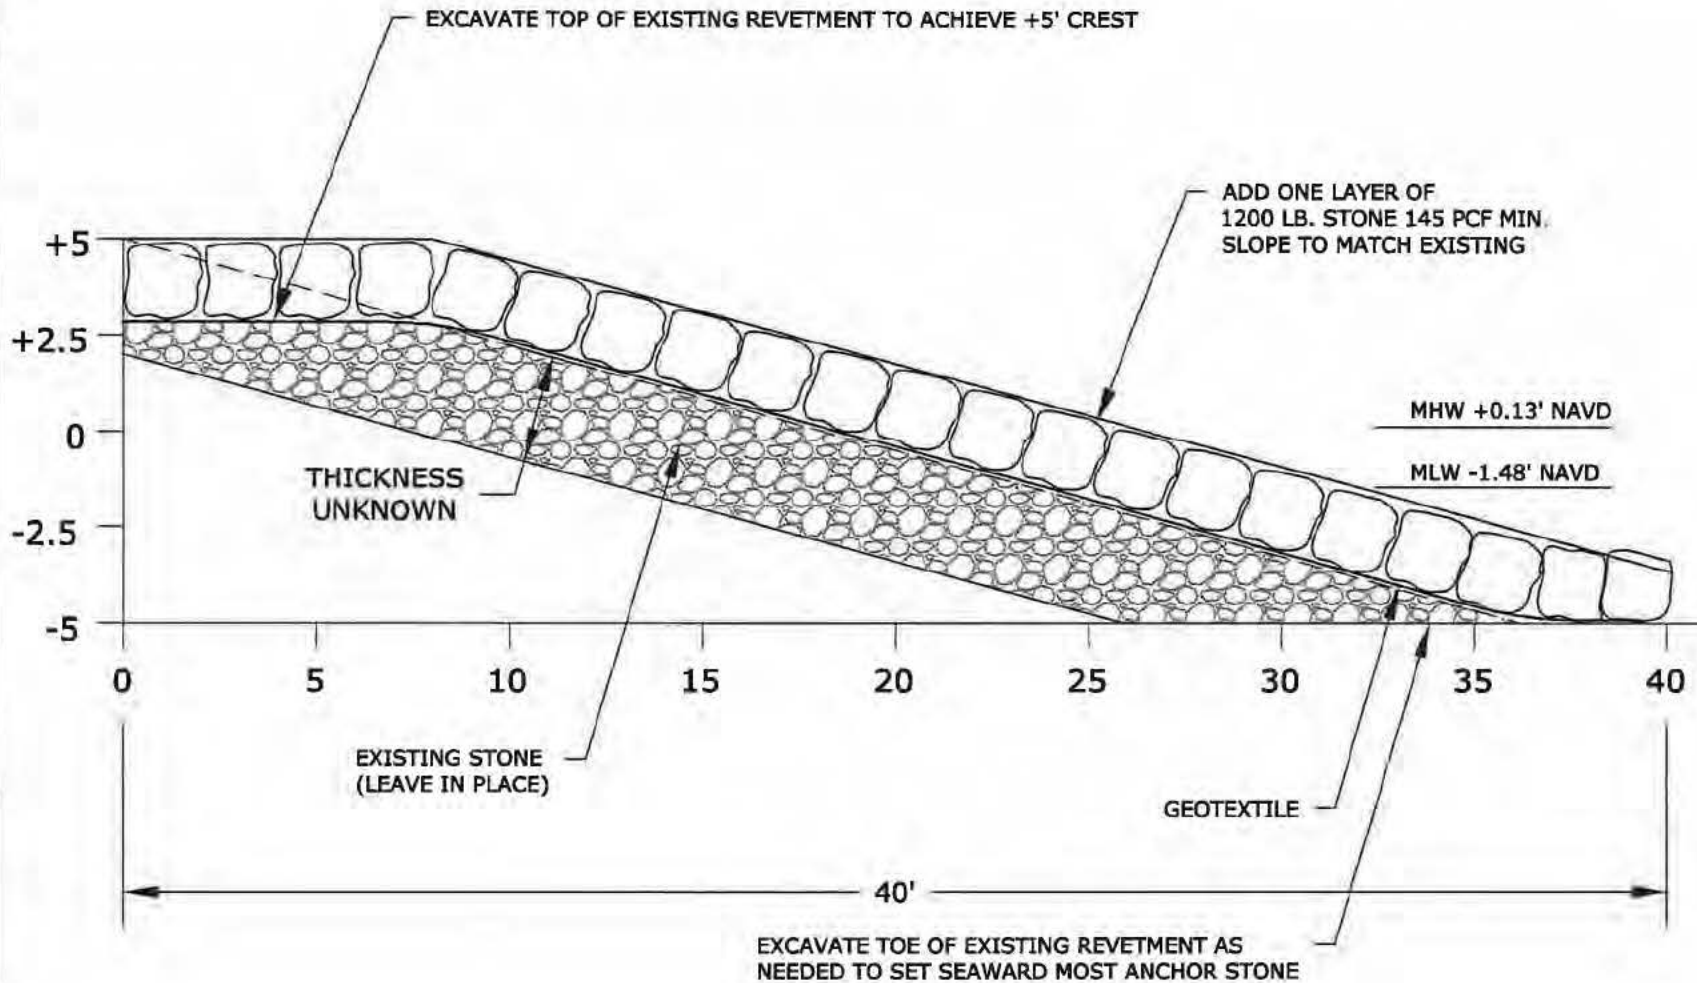 EXCAVATE TOP OF EXISTING REVETMENT TO ACHIEVE +5' CREST
ADD ONE LAYER OF
1200 LB. STONE 145 PCF MIN.
SLOPE TO MATCH EXISTING
+5
+2.5
0
-2.5
-5
MHW +0.13' NAVD
MLW -1.48' NAVD
THICKNESS
UNKNOWN
0 5 10 15 20 25 30 35 40
EXISTING STONE
(LEAVE IN PLACE)
GEOTEXTILE
40'
EXCAVATE TOE OF EXISTING REVETMENT AS
NEEDED TO SET SEAWARD MOST ANCHOR STONE